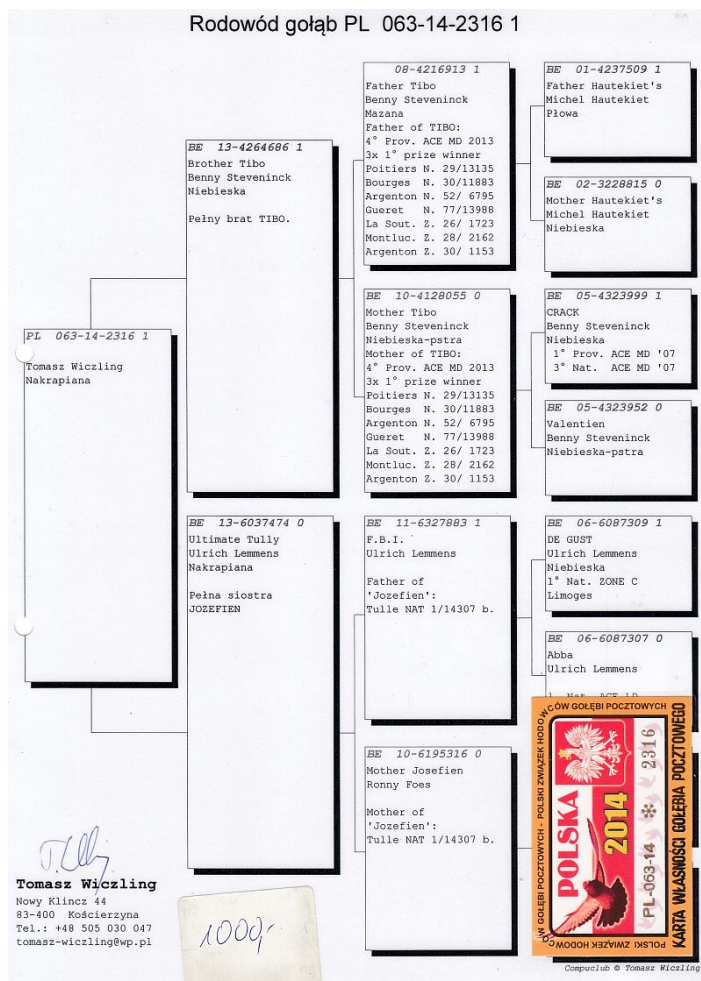 Rodowód gołąb PL 063-14-2316 1
PL 063-14-2316 1
Tomasz Wiczling
Nakrapiana
BE 13-4264686 1
Brother Tibo
Benny Steveninck
Niebieska
Pełny brat TIBO.
BE 13-6037474 0
Ultimate Tully
Ulrich Lemmens
Nakrapiana
Pełna siostra
JOZEFIEN
08-4216913 1
Father Tibo
Benny Steveninck
Mazana
Father of TIBO:
4° Prov. ACE MD 2013
3x 1° prize winner
Poitiers N. 29/13135
Bourges N. 30/11883
Argenton N. 52/ 6795
Gueret N. 77/13988
La Sout. Z. 26/ 1723
Montluc. Z. 28/ 2162
Argenton Z. 30/ 1153
BE 10-4128055 0
Mother Tibo
Benny Steveninck
Niebieska-pstra
Mother of TIBO:
4° Prov. ACE MD 2013
3x 1° prize winner
Poitiers N. 29/13135
Bourges N. 30/11883
Argenton N. 52/ 6795
Gueret N. 77/13988
La Sout. Z. 26/ 1723
Montluc. Z. 28/ 2162
Argenton Z. 30/ 1153
BE 11-6327883 1
F.B.I.
Ulrich Lemmens
Father of
'Jozefien':
Tulle NAT 1/14307 b.
BE 10-6195316 0
Mother Josefien
Ronny Foes
Mother of
'Jozefien':
Tulle NAT 1/14307 b.
BE 01-4237509 1
Father Hautekiet's
Michel Hautekiet
Płowa
BE 02-3228815 0
Mother Hautekiet's
Michel Hautekiet
Niebieska
BE 05-4323999 1
CRACK
Benny Steveninck
Niebieska
1° Prov. ACE MD '07
3° Nat. ACE MD '07
BE 05-4323952 0
Valentien
Benny Steveninck
Niebieska-pstra
BE 06-6087309 1
DE GUST
Ulrich Lemmens
Niebieska
1° Nat. ZONE C
Limoges
BE 06-6087307 0
Abba
Ulrich Lemmens
POLSKI ZWIĄZEK HODOWCÓW GOŁĘBI POCZTOWYCH - POLSKI ZWIĄZEK HODOWCÓW GOŁĘBI POCZTOWYCH
POLSKA
2014
PL-063-14 2316
KARTA WŁASNOŚCI GOŁĘBIA POCZTOWEGO
Tomasz Wiczling
Nowy Klincz 44
83-400 Kościerzyna
Tel.: +48 505 030 047
tomasz-wiczling@wp.pl
1000,-
Compuclub © Tomasz Wiczling